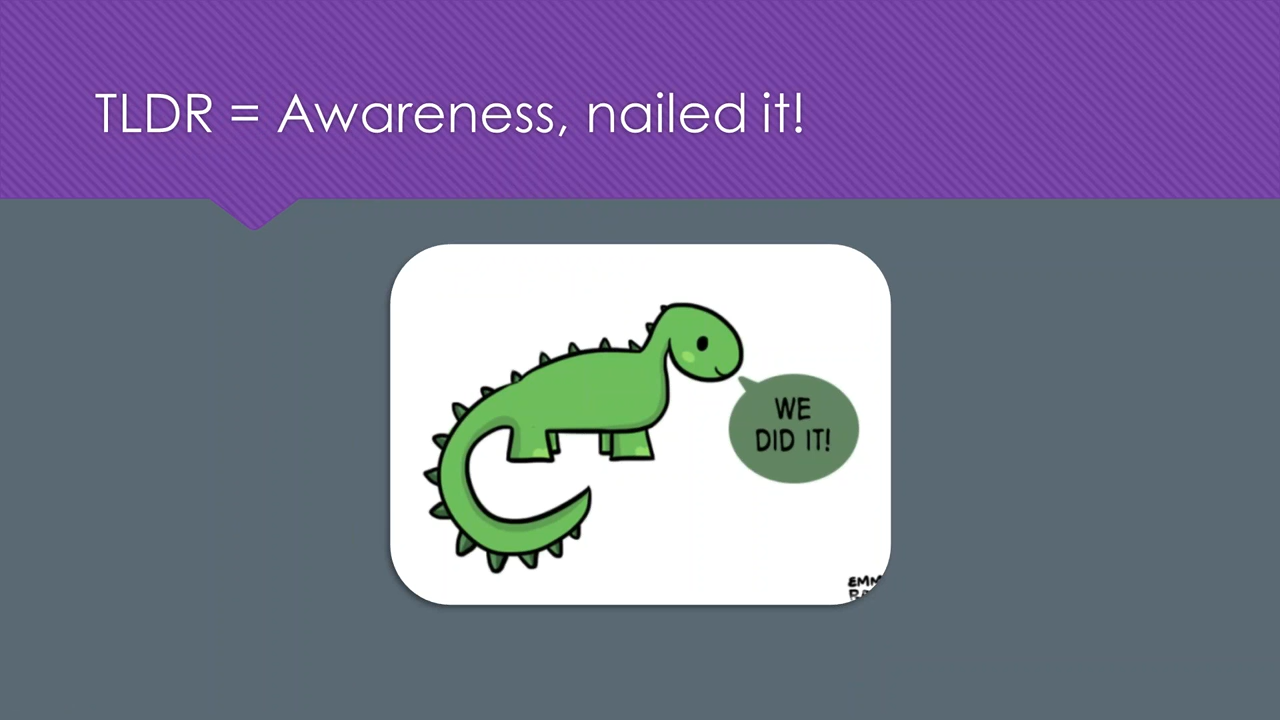 TLDR = Awareness, nailed it!
WE
DID IT!